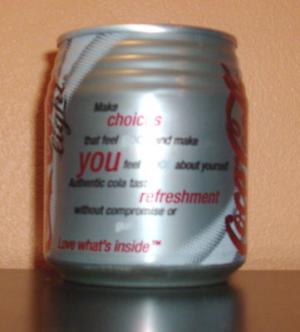 light
Make
choices
that feel and make
YOU feel about yourself
Authentic cola taste
refreshment
without compromise or
Love what's inside™
Coca-Cola